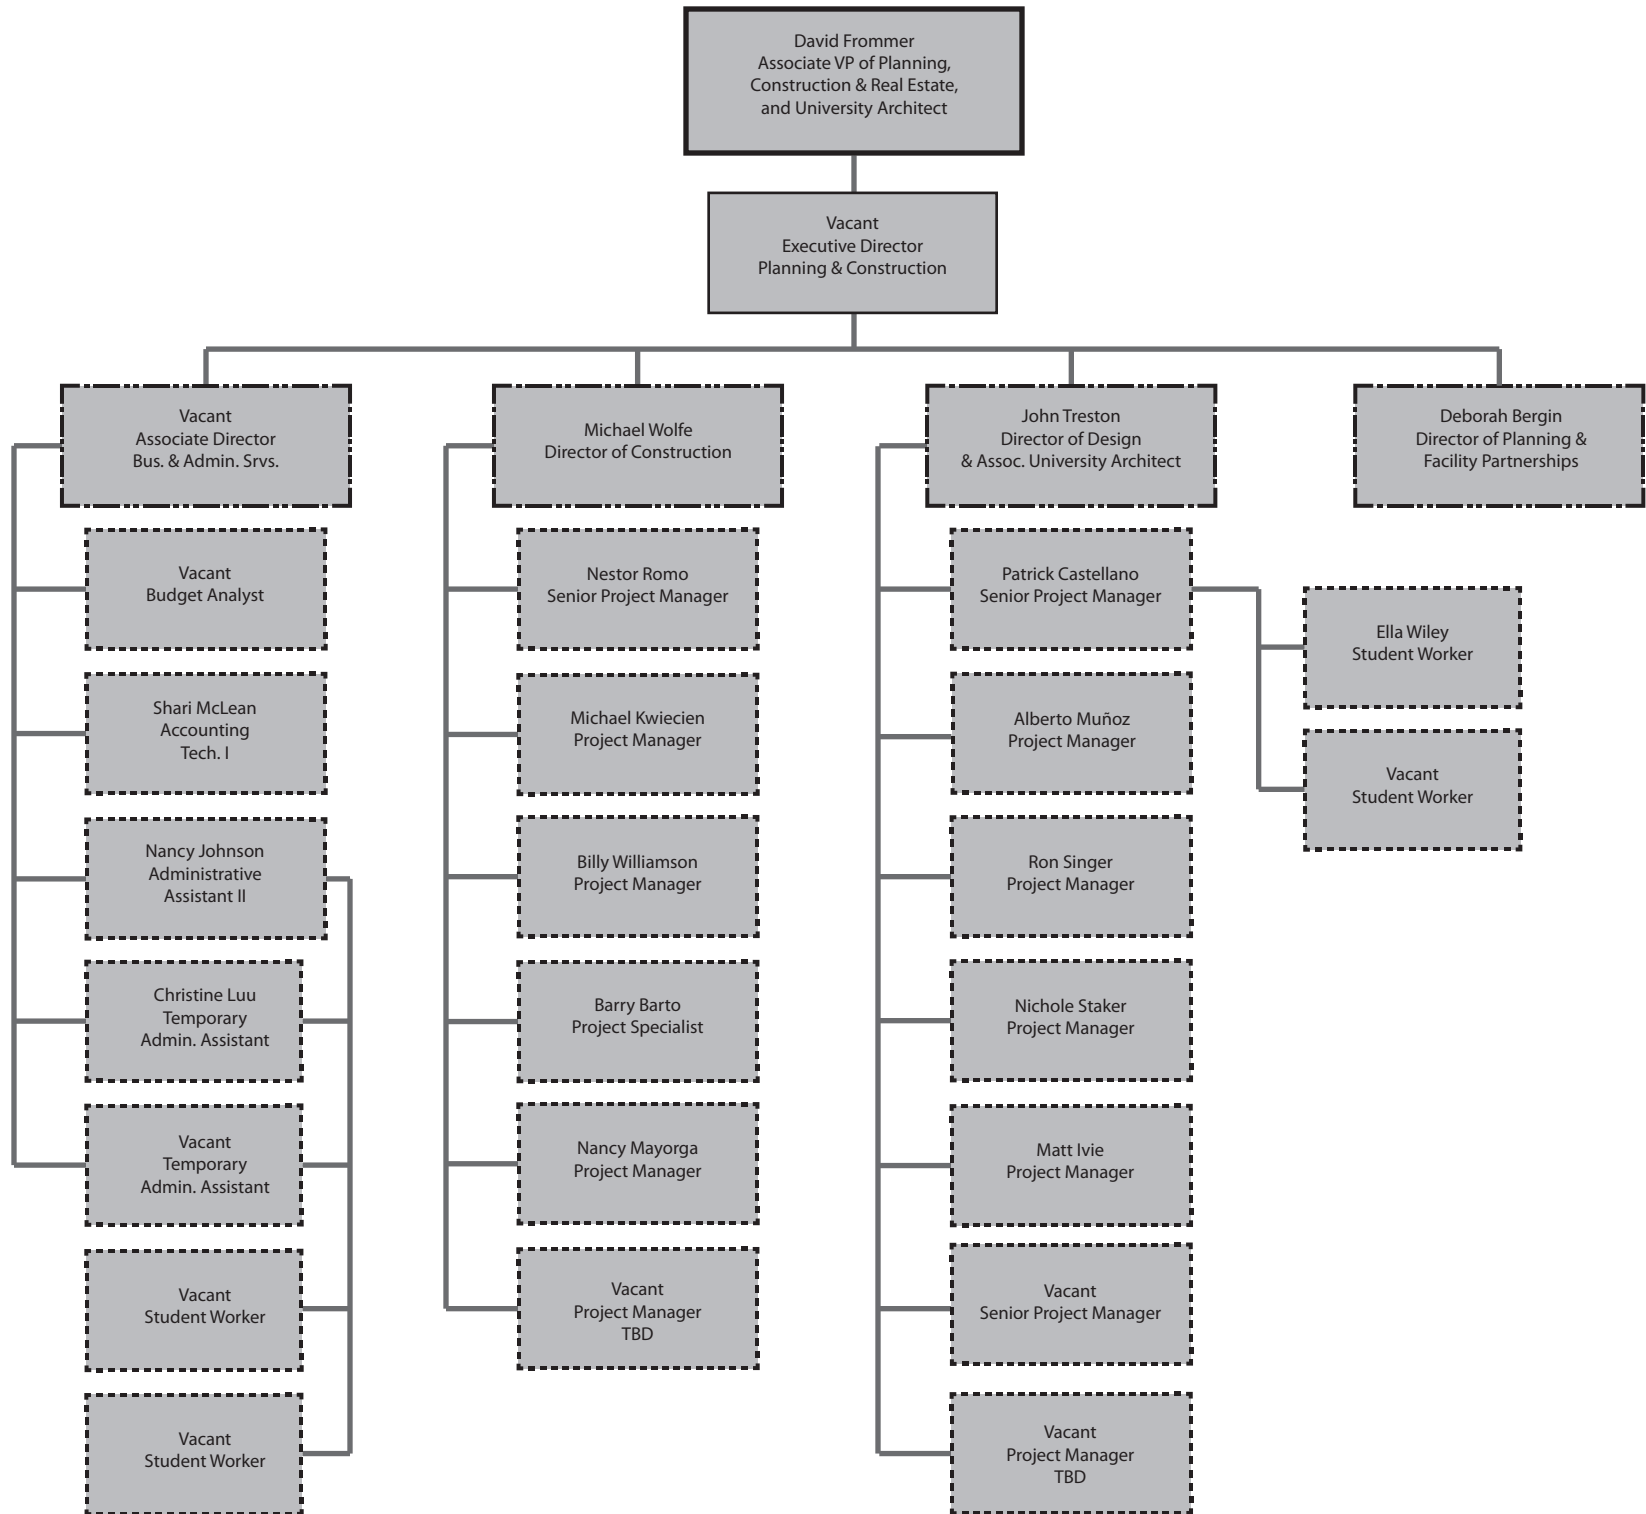 David Frommer
Associate VP of Planning,
Construction & Real Estate,
and University Architect
Vacant
Executive Director
Planning & Construction
Vacant
Associate Director
Bus. & Admin. Srvs.
Michael Wolfe
Director of Construction
John Treston
Director of Design
& Assoc. University Architect
Deborah Bergin
Director of Planning &
Facility Partnerships
Vacant
Budget Analyst
Shari McLean
Accounting
Tech. I
Nancy Johnson
Administrative
Assistant II
Christine Luu
Temporary
Admin. Assistant
Vacant
Temporary
Admin. Assistant
Vacant
Student Worker
Vacant
Student Worker
Nestor Romo
Senior Project Manager
Michael Kwiecien
Project Manager
Billy Williamson
Project Manager
Barry Barto
Project Specialist
Nancy Mayorga
Project Manager
Vacant
Project Manager
TBD
Patrick Castellano
Senior Project Manager
Alberto Muñoz
Project Manager
Ron Singer
Project Manager
Nichole Staker
Project Manager
Matt Ivie
Project Manager
Vacant
Senior Project Manager
Vacant
Project Manager
TBD
Ella Wiley
Student Worker
Vacant
Student Worker